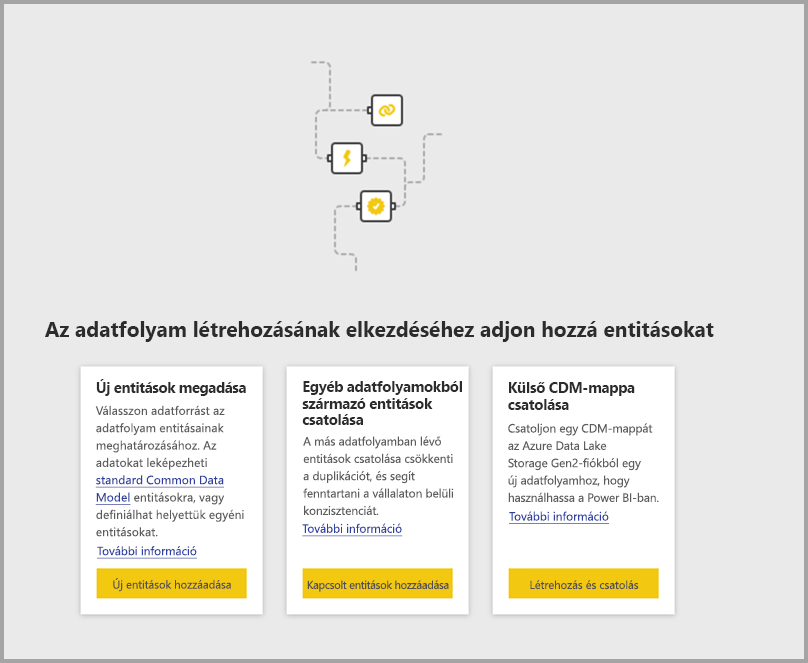 Az adatfolyam létrehozásának elkezdéséhez adjon hozzá entitásokat
Új entitások megadása
Válasszon adatforrást az
adatfolyam entitásainak
meghatározásához. Az
adatokat leképezheti
standard Common Data
Model entitásokra, vagy
definiálhat helyettük egyéni
entitásokat.
További információ
Új entitások hozzáadása
Egyéb adatfolyamokból
származó entitások
csatolása
A más adatfolyamban lévő
entitások csatolása csökkenti
a duplikációt, és segít
fenntartani a vállalaton belüli
konzisztenciát.
További információ
Kapcsolt entitások hozzáadása
Külső CDM-mappa
csatolása
Csatoljon egy CDM-mappát
az Azure Data Lake
Storage Gen2-fiókból egy
új adatfolyamhoz, hogy
használhassa a Power BI-ban.
További információ
Létrehozás és csatolás